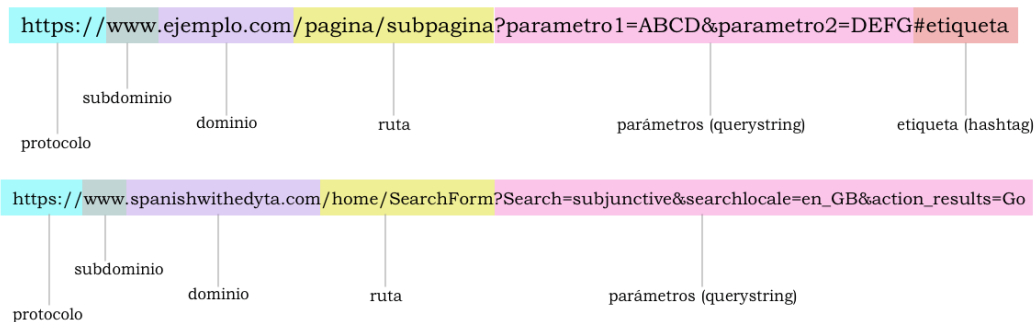 https://www.ejemplo.com/pagina/subpagina?parametro1=ABCD&parametro2=DEFG#etiqueta
subdominio
dominio
ruta
parámetros (querystring)
etiqueta (hashtag)
protocolo
https://www.spanishwithedyta.com/home/SearchForm?Search=subjunctive&searchlocale=en_GB&action_results=Go
subdominio
dominio
ruta
parámetros (querystring)
protocolo